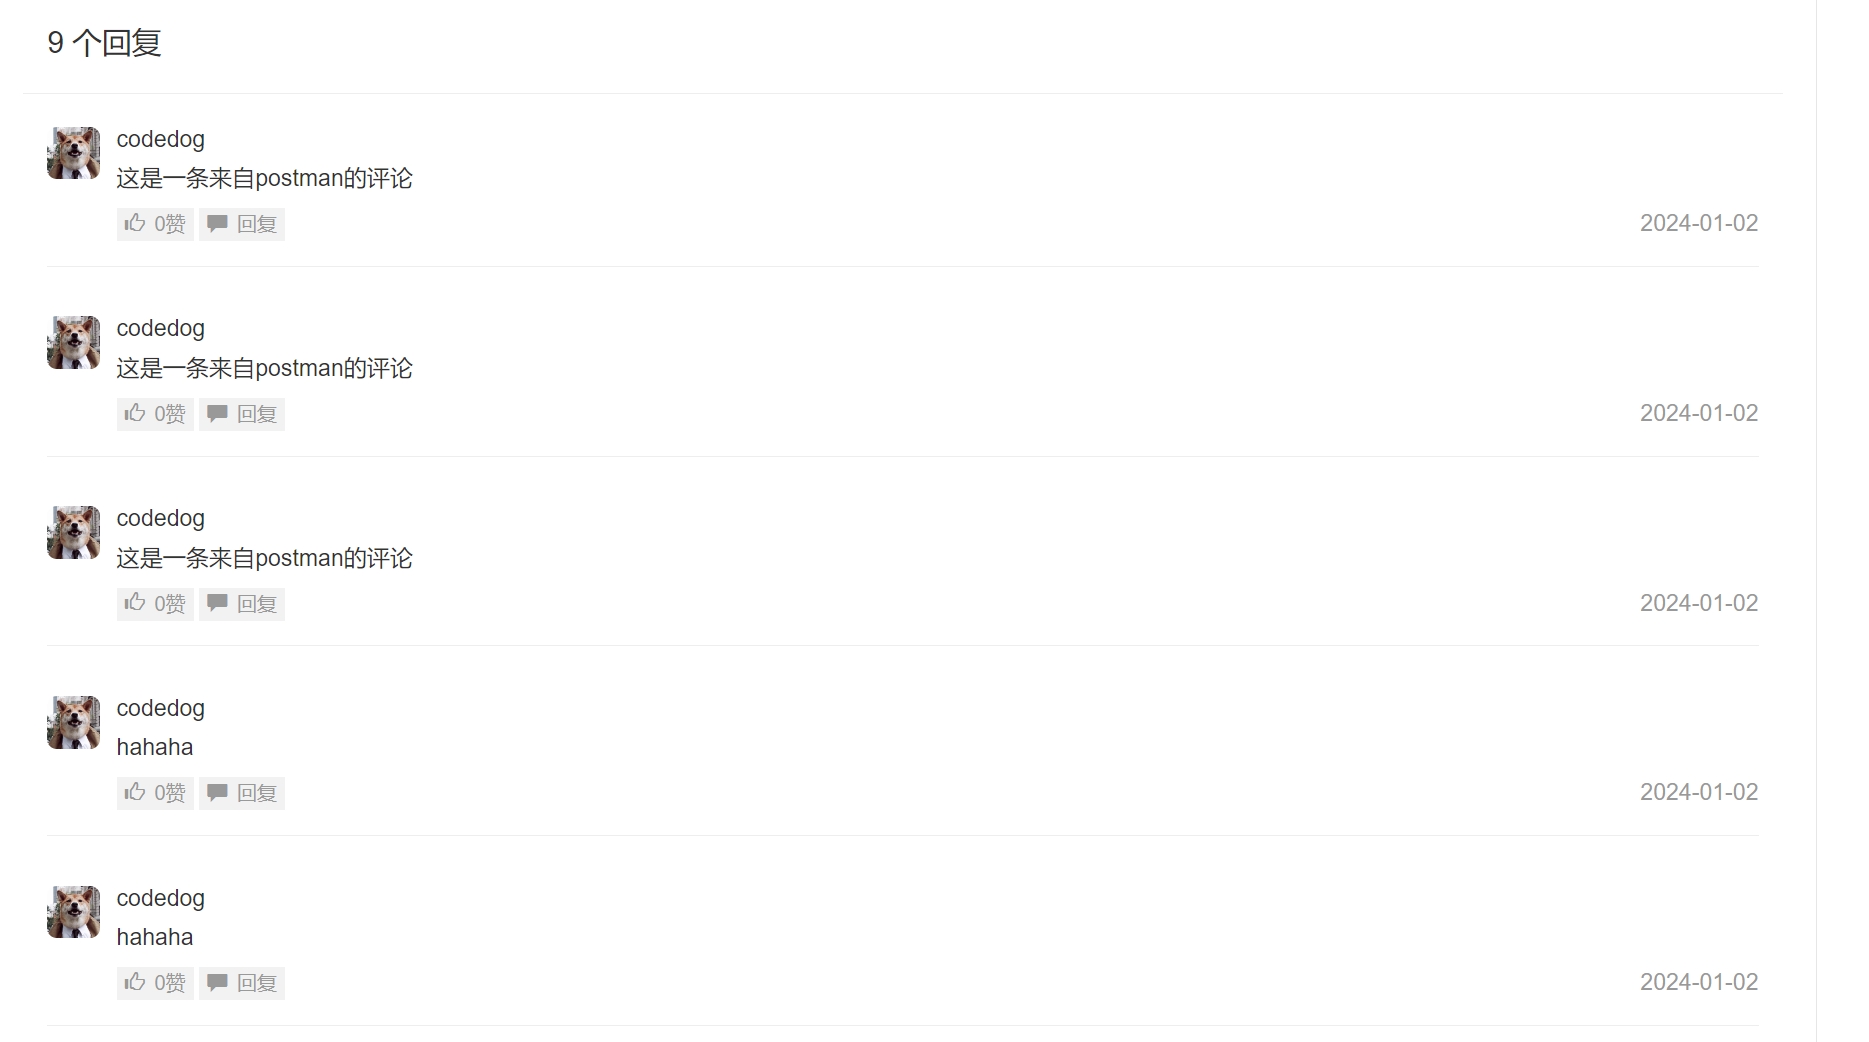 9 个回复
codedog
这是一条来自postman的评论
0赞 回复 2024-01-02
codedog
这是一条来自postman的评论
0赞 回复 2024-01-02
codedog
这是一条来自postman的评论
0赞 回复 2024-01-02
codedog
hahaha
0赞 回复 2024-01-02
codedog
hahaha
0赞 回复 2024-01-02